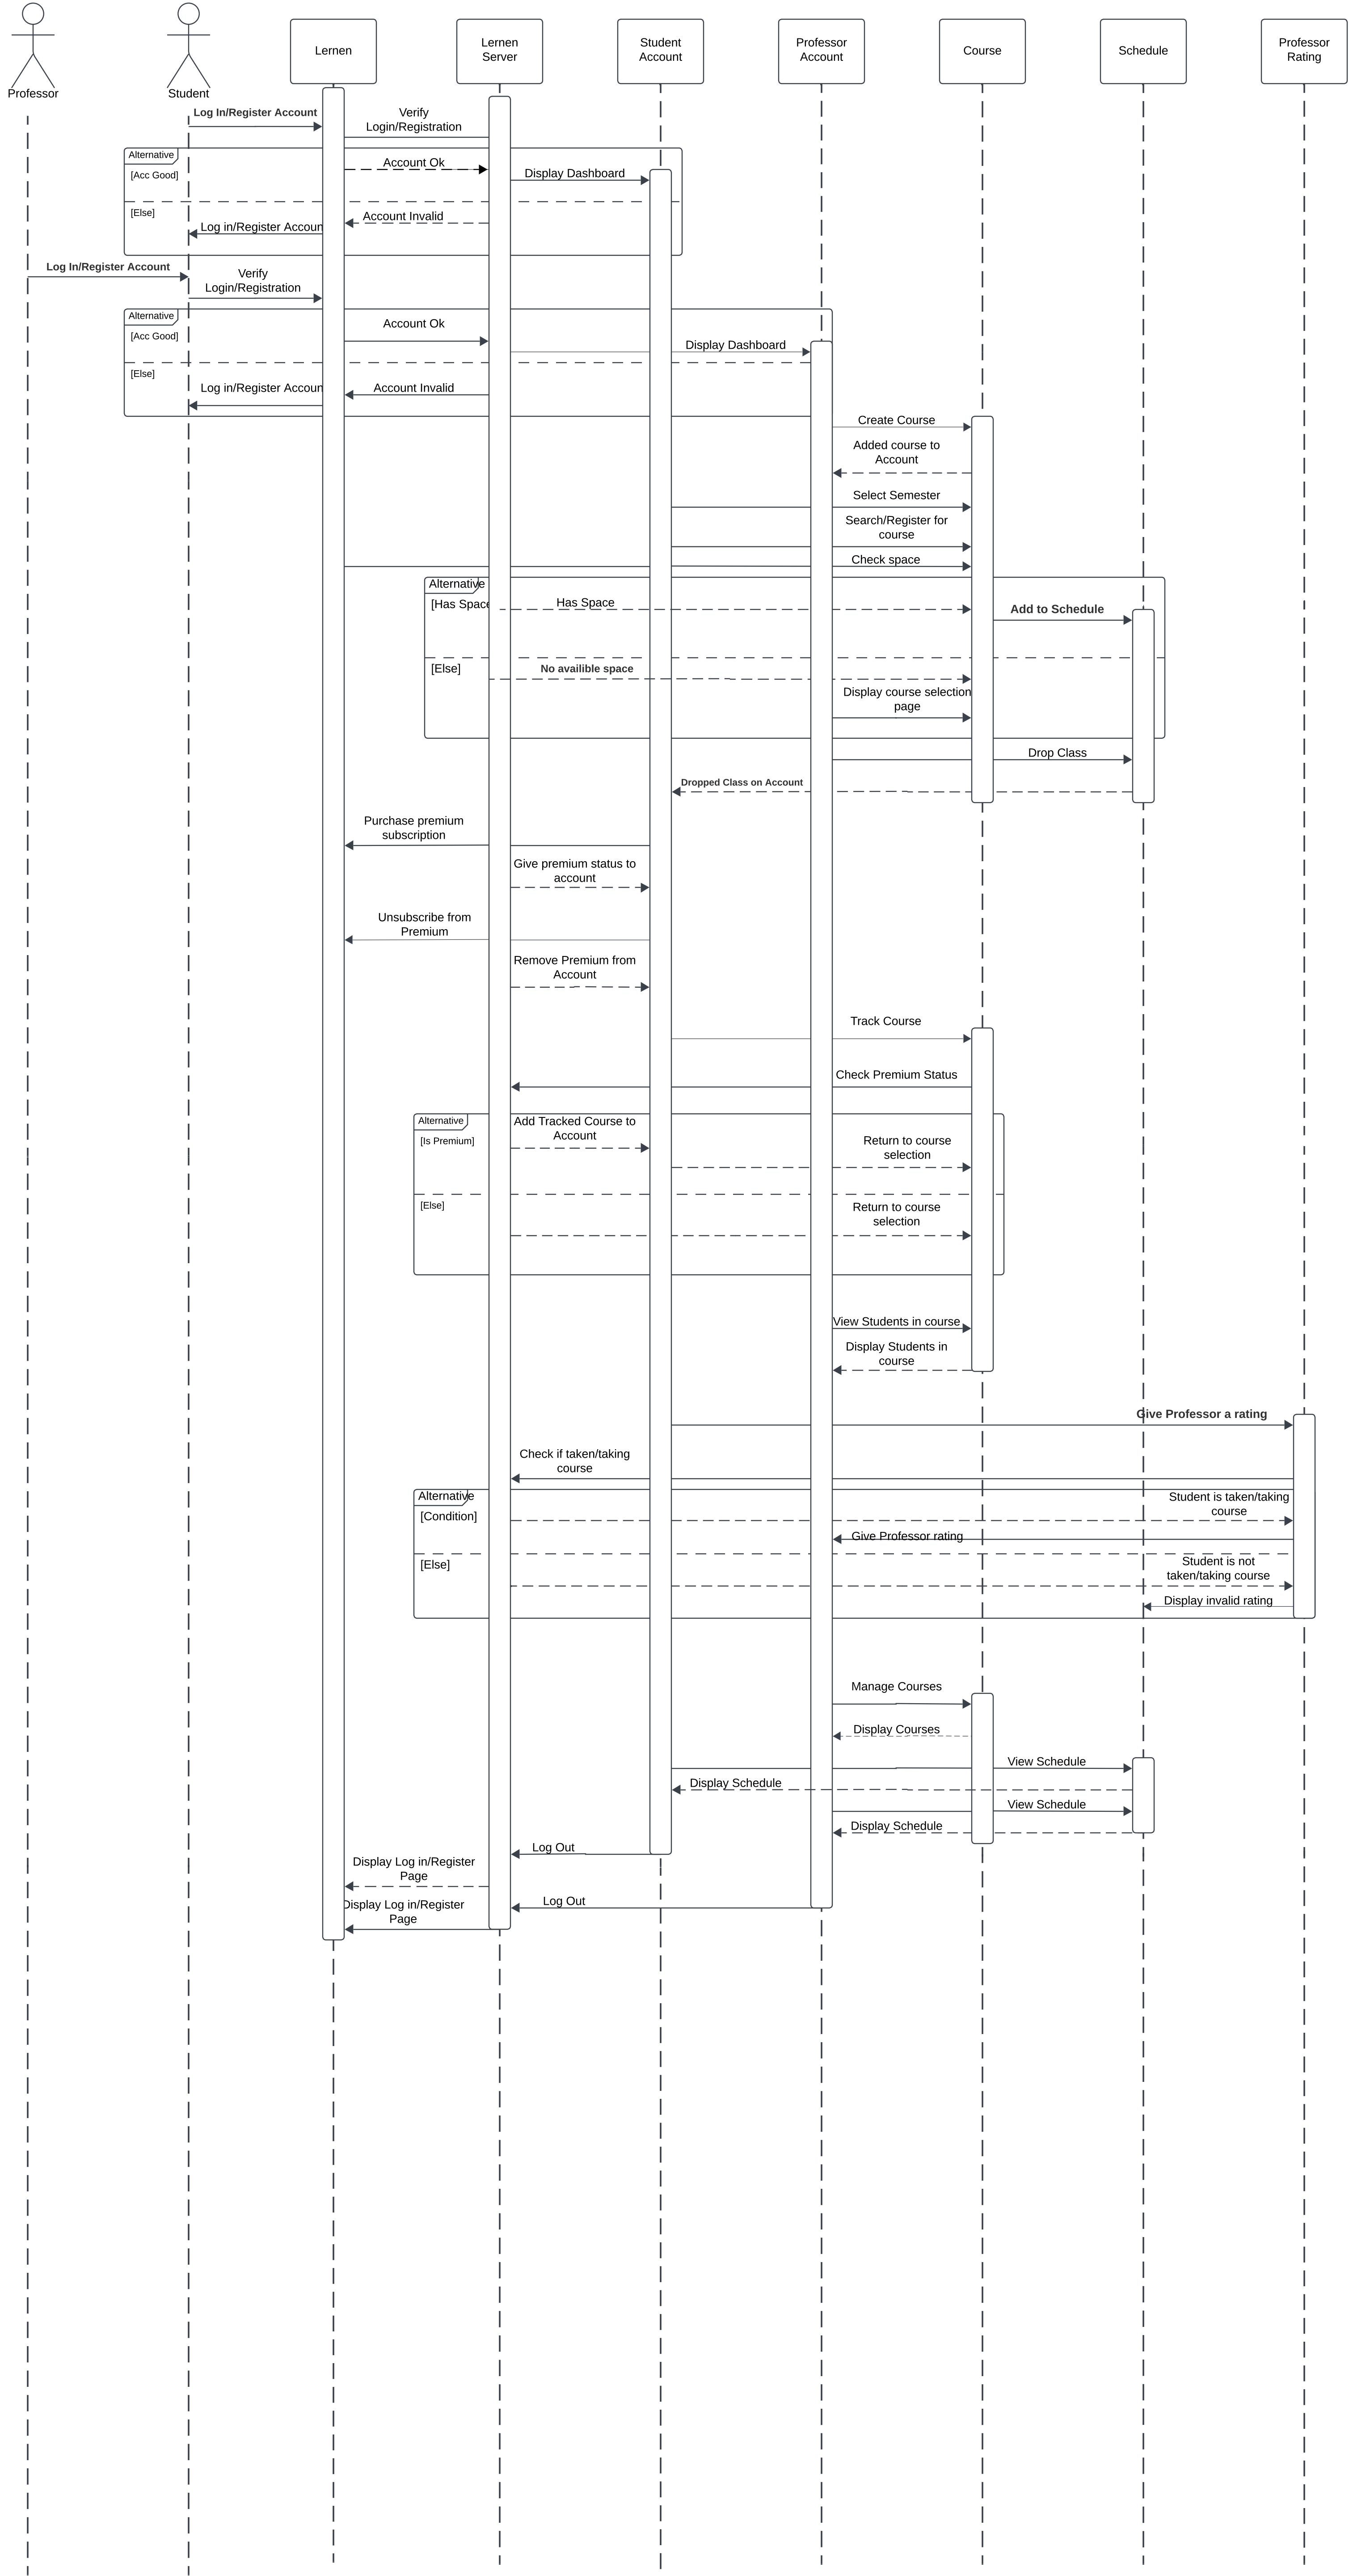 Professor
Student
Lernen
Lernen
Server
Student
Account
Professor
Account
Course
Schedule
Professor
Rating
Log In/Register Account
Verify
Login/Registration
Alternative
[Acc Good]
Account Ok
Display Dashboard
[Else]
Account Invalid
Log in/Register Accoun
Log In/Register Account
Verify
Login/Registration
Alternative
[Acc Good]
Account Ok
Display Dashboard
[Else]
Log in/Register Accoun
Account Invalid
Create Course
Added course to
Account
Select Semester
Search/Register for
course
Check space
Alternative
[Has Space
Has Space
Add to Schedule
[Else]
No availible space
Display course selection
page
Drop Class
Dropped Class on Account
Purchase premium
subscription
Give premium status to
account
Unsubscribe from
Premium
Remove Premium from
Account
Track Course
Check Premium Status
Alternative
[Is Premium]
Add Tracked Course to
Account
Return to course
selection
[Else]
Return to course
selection
View Students in course
Display Students in
course
Give Professor a rating
Check if taken/taking
course
Alternative
[Condition]
Student is taken/taking
course
Give Professor rating
[Else]
Student is not
taken/taking course
Display invalid rating
Manage Courses
Display Courses
View Schedule
Display Schedule
View Schedule
Display Schedule
Log Out
Display Log in/Register
Page
Log Out
Display Log in/Register
Page